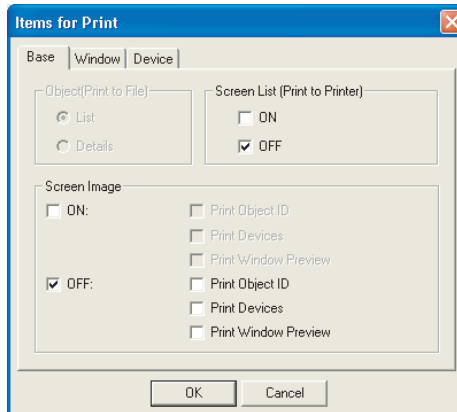 Items for Print
Base Window Device
Object(Print to File) Screen List (Print to Printer)
List ON
Details OFF
Screen Image
ON: Print Object ID
Print Devices
Print Window Preview
OFF: Print Object ID
Print Devices
Print Window Preview
OK Cancel